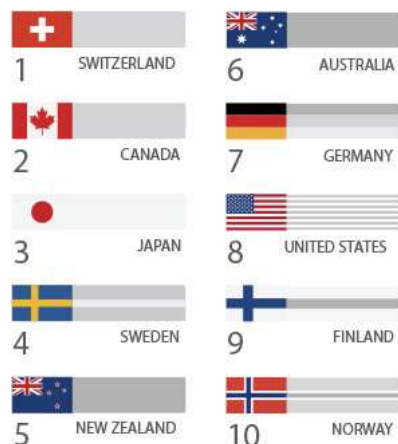 1 SWITZERLAND
2 CANADA
3 JAPAN
4 SWEDEN
5 NEW ZEALAND
6 AUSTRALIA
7 GERMANY
8 UNITED STATES
9 FINLAND
10 NORWAY